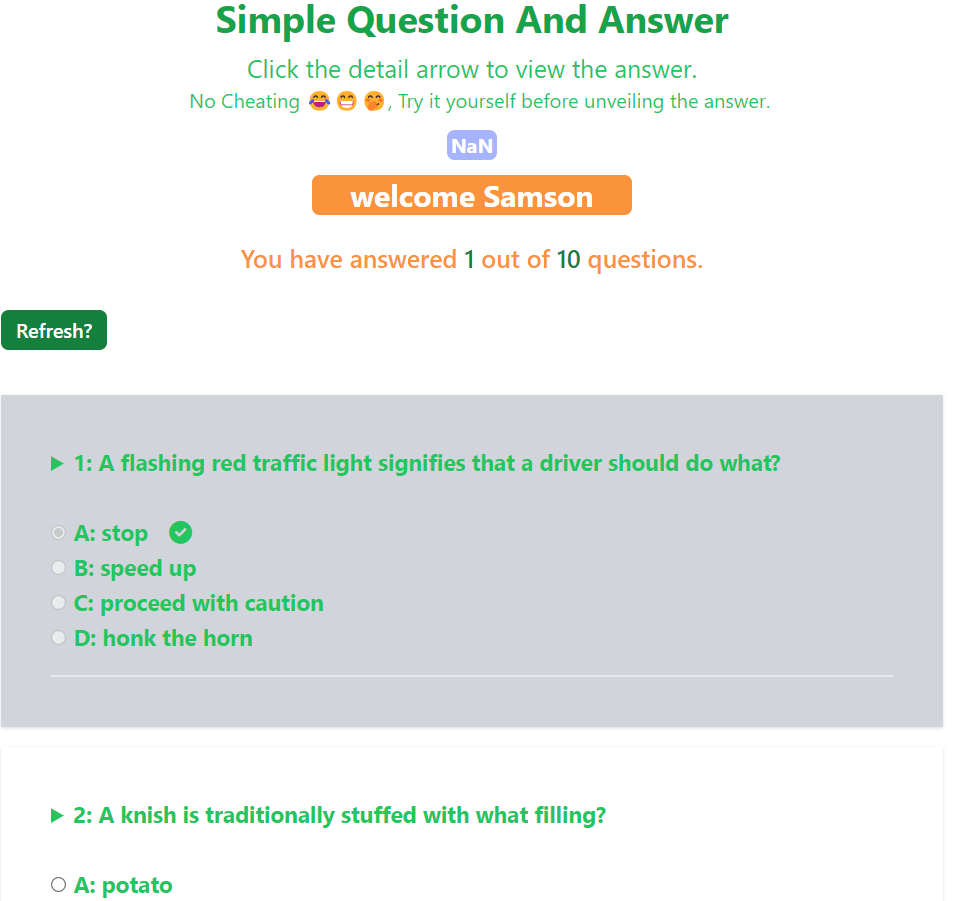 Simple Question And Answer
Click the detail arrow to view the answer.
No Cheating 😂 😁 🤭, Try it yourself before unveiling the answer.
NaN
welcome Samson
You have answered 1 out of 10 questions.
Refresh?
1: A flashing red traffic light signifies that a driver should do what?
A: stop
B: speed up
C: proceed with caution
D: honk the horn
2: A knish is traditionally stuffed with what filling?
A: potato